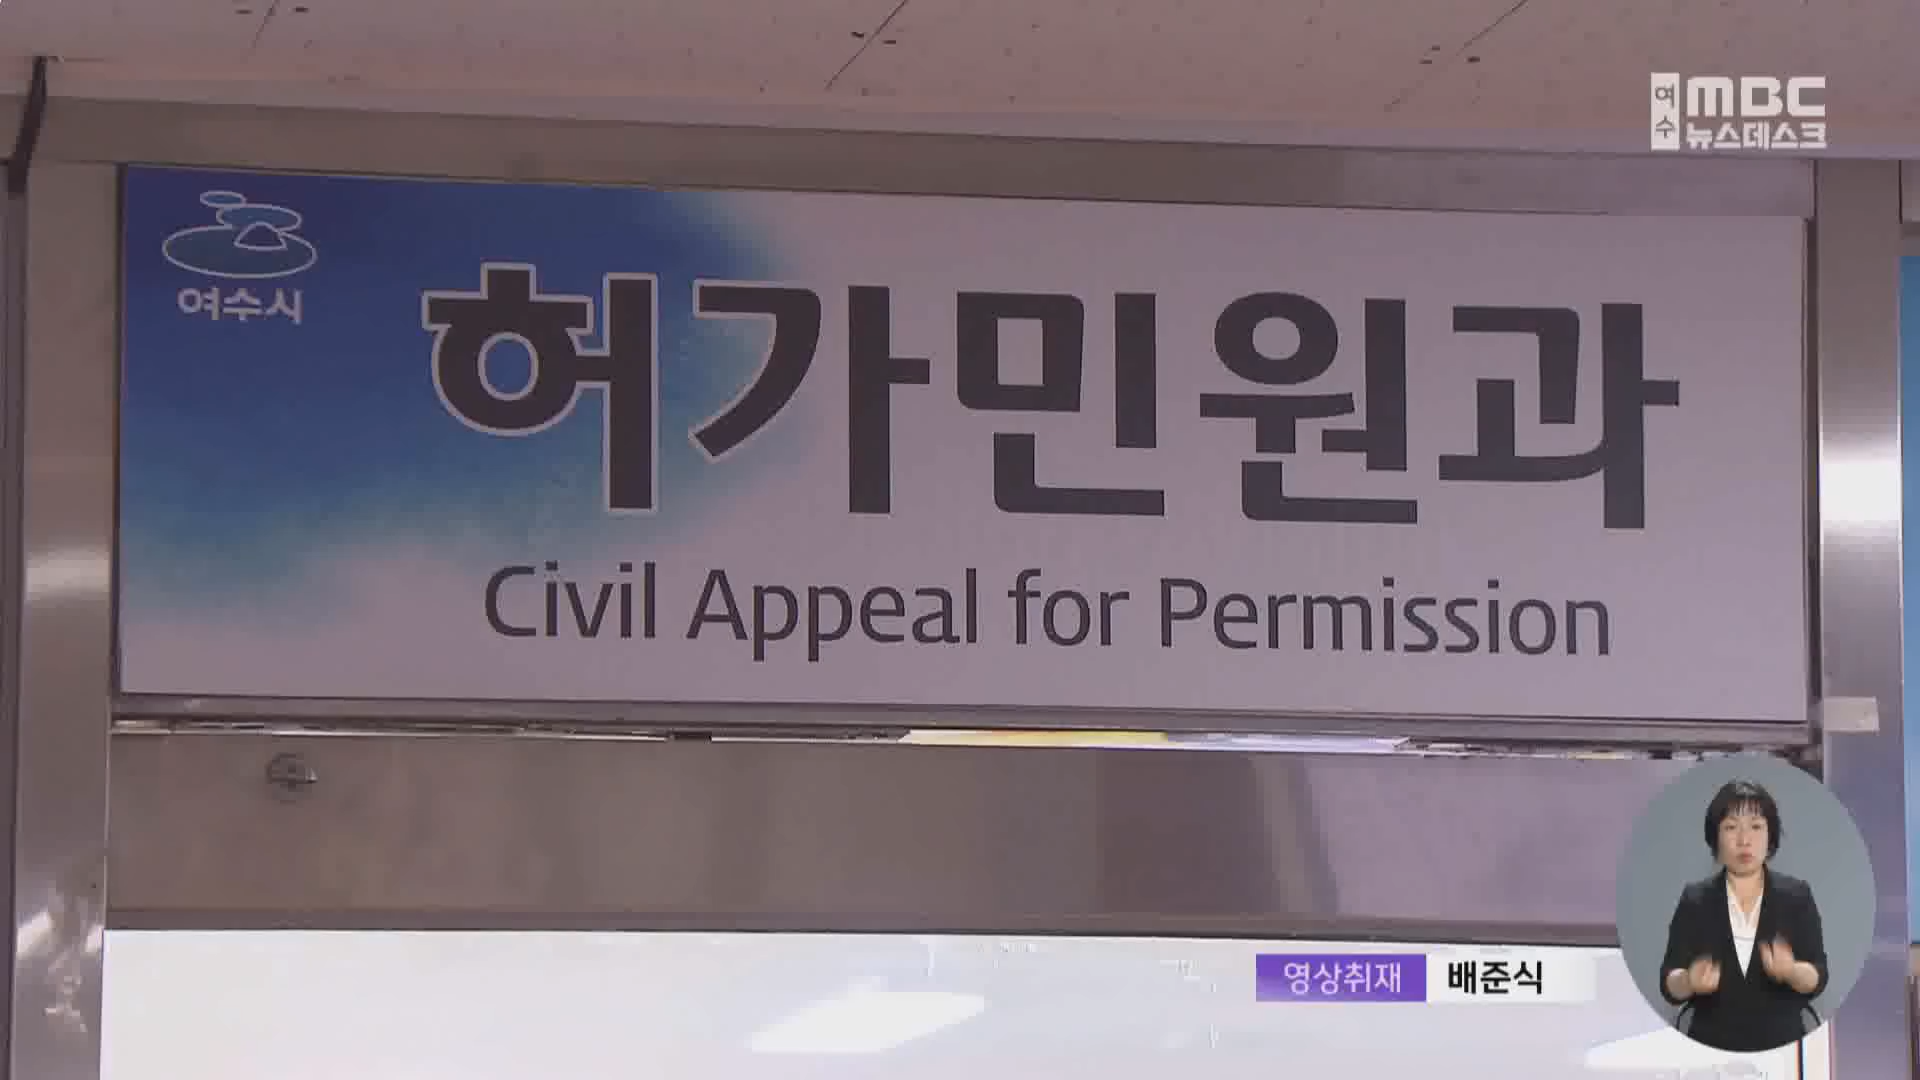 여수
MBC
뉴스데스크
여수시
허가민원과
Civil Appeal for Permission
영상취재 배준식